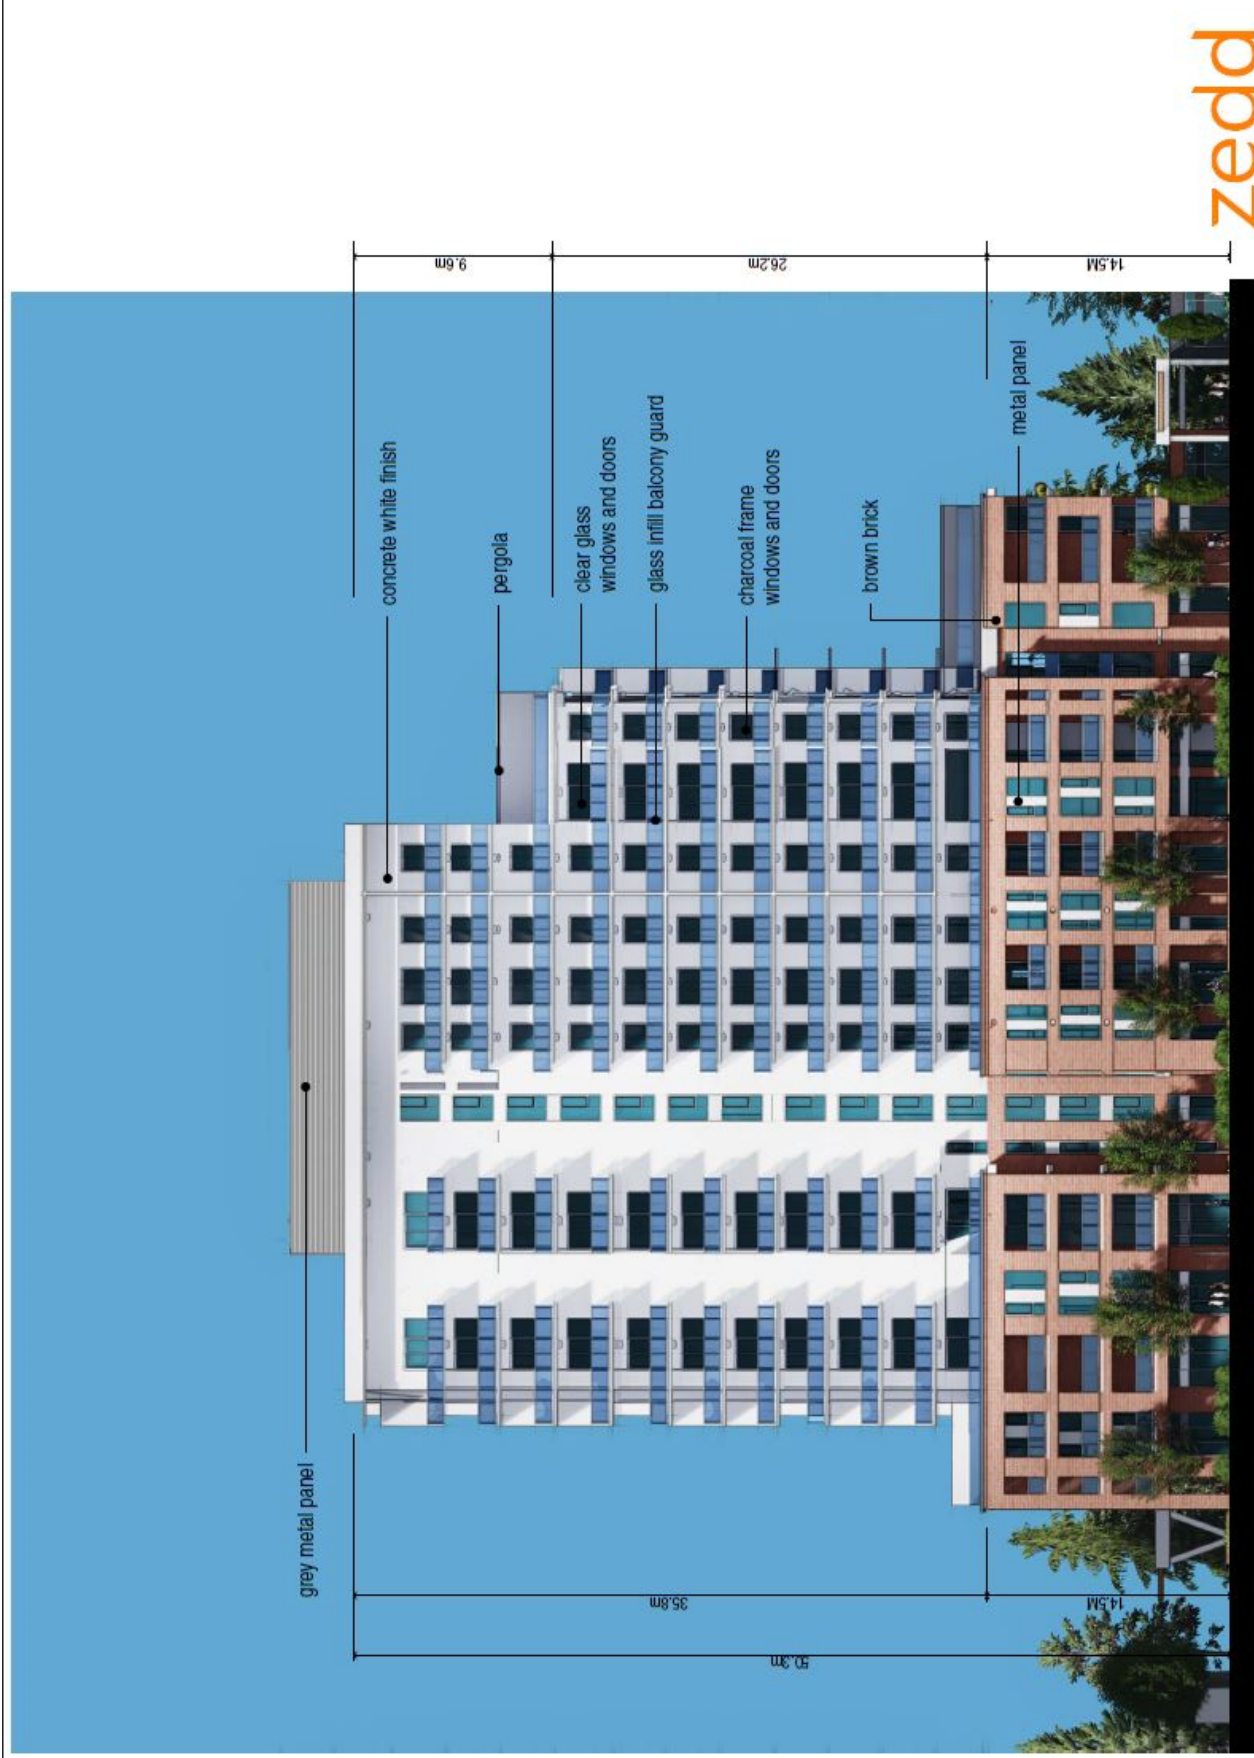 grey metal panel
concrete white finish
pergola
clear glass
windows and doors
glass infill balcony guard
charcoal frame
windows and doors
brown brick
metal panel
50.3m
35.8m
14.5M
9.6m
26.2m
14.5M
zedd